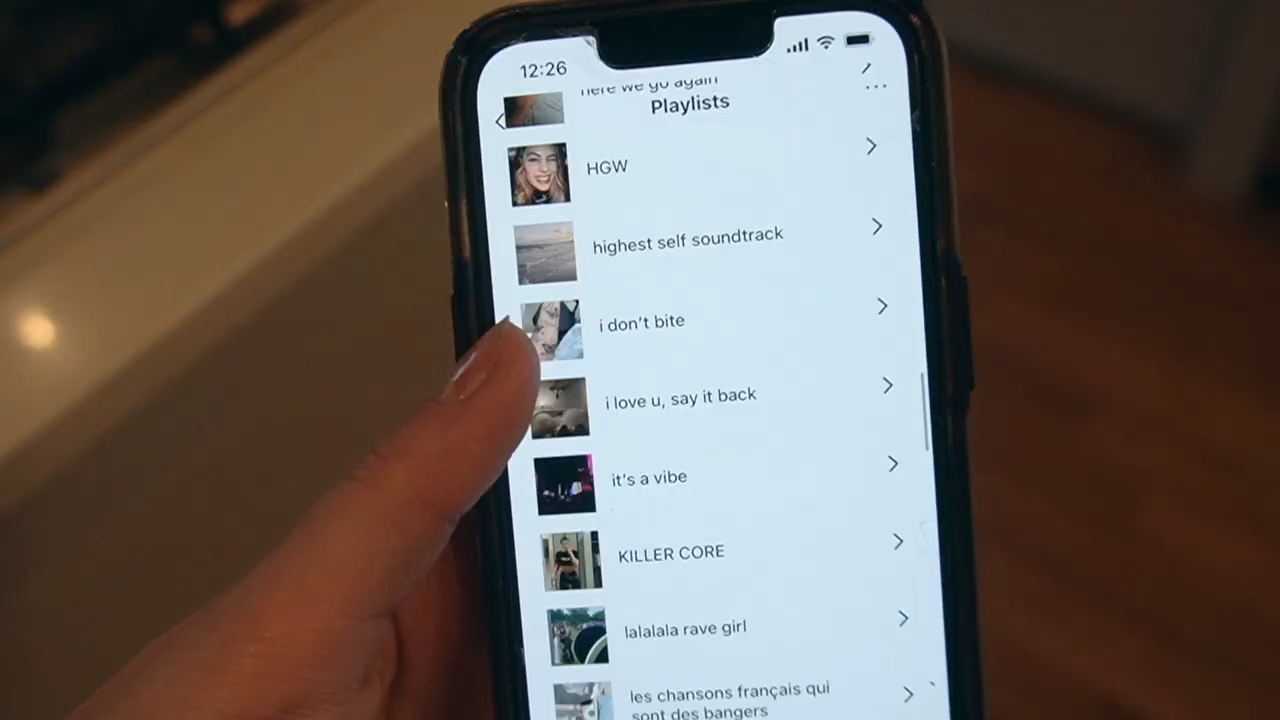 12:26
here we go again
Playlists
HGW
highest self soundtrack
i don't bite
i love u, say it back
it's a vibe
KILLER CORE
lalalala rave girl
les chansons français qui
sont des bangers